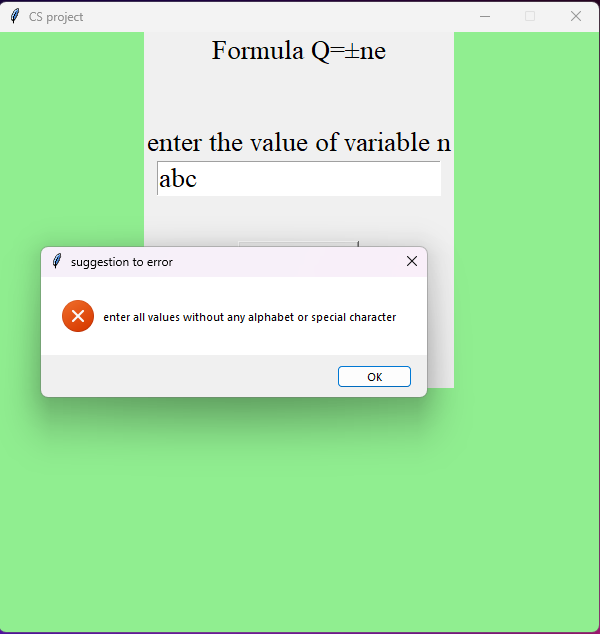 CS project
Formula Q=±ne
enter the value of variable n
abc
suggestion to error
enter all values without any alphabet or special character
OK